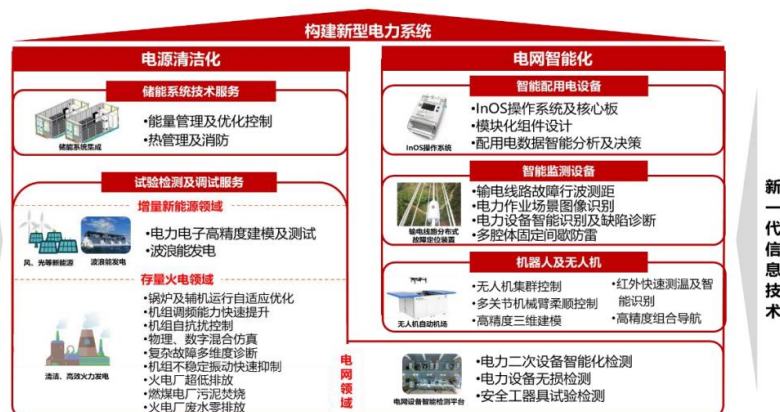 构建新型电力系统
电源清洁化
储能系统技术服务
储能系统集成
•能量管理及优化控制
•热管理及消防
试验检测及调试服务
增量新能源领域
风、光等新能源
波浪能发电
•电力电子高精度建模及测试
•波浪能发电
存量火电领域
清洁、高效火力发电
•锅炉及辅机运行自适应优化
•机组调频能力快速提升
•机组自抗扰控制
•物理、数字混合仿真
•复杂故障多维度诊断
•机组不稳定振动快速抑制
•火电厂超低排放
•燃煤电厂污泥焚烧
•火电厂废水零排放
电网智能化
智能配用电设备
InOS操作系统
•InOS操作系统及核心板
•模块化组件设计
•配用电数据智能分析及决策
智能监测设备
输电线路分布式
故障定位装置
•输电线路故障行波测距
•电力作业场景图像识别
•电力设备智能识别及缺陷诊断
•多腔体固定间歇防雷
机器人及无人机
无人机自动机场
•无人机集群控制
•多关节机械臂柔顺控制
•高精度三维建模
•红外快速测温及智
能识别
•高精度组合导航
电网领域
电网设备智能检测平台
•电力二次设备智能化检测
•电力设备无损检测
•安全工器具试验检测
新一代信息技术